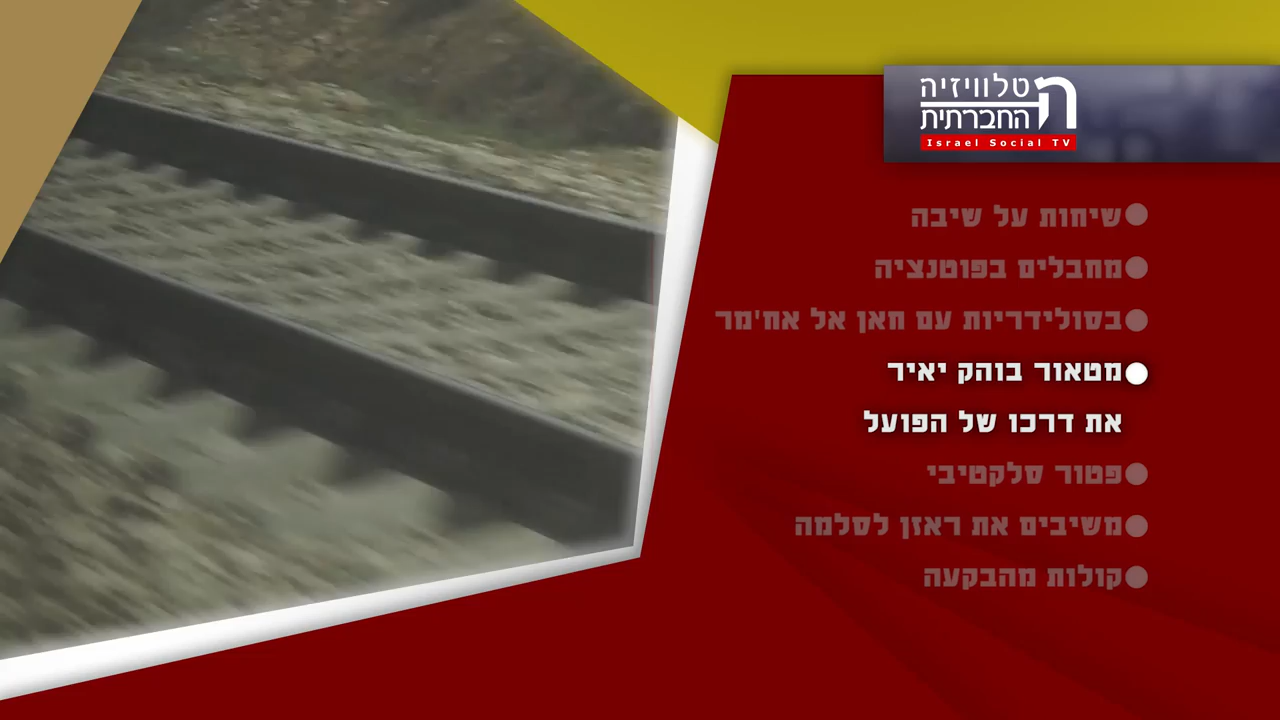 הטלוויזיה
החברתית
Israel Social TV
שיחות על שיבה
מחבלים בפוטנציה
בסולידריות עם חאן אל אח'מר
מטאור בוהק יאיר
את דרכו של הפועל
פטור סלקטיבי
משיבים את ראזן לסלמה
קולות מהבקעה